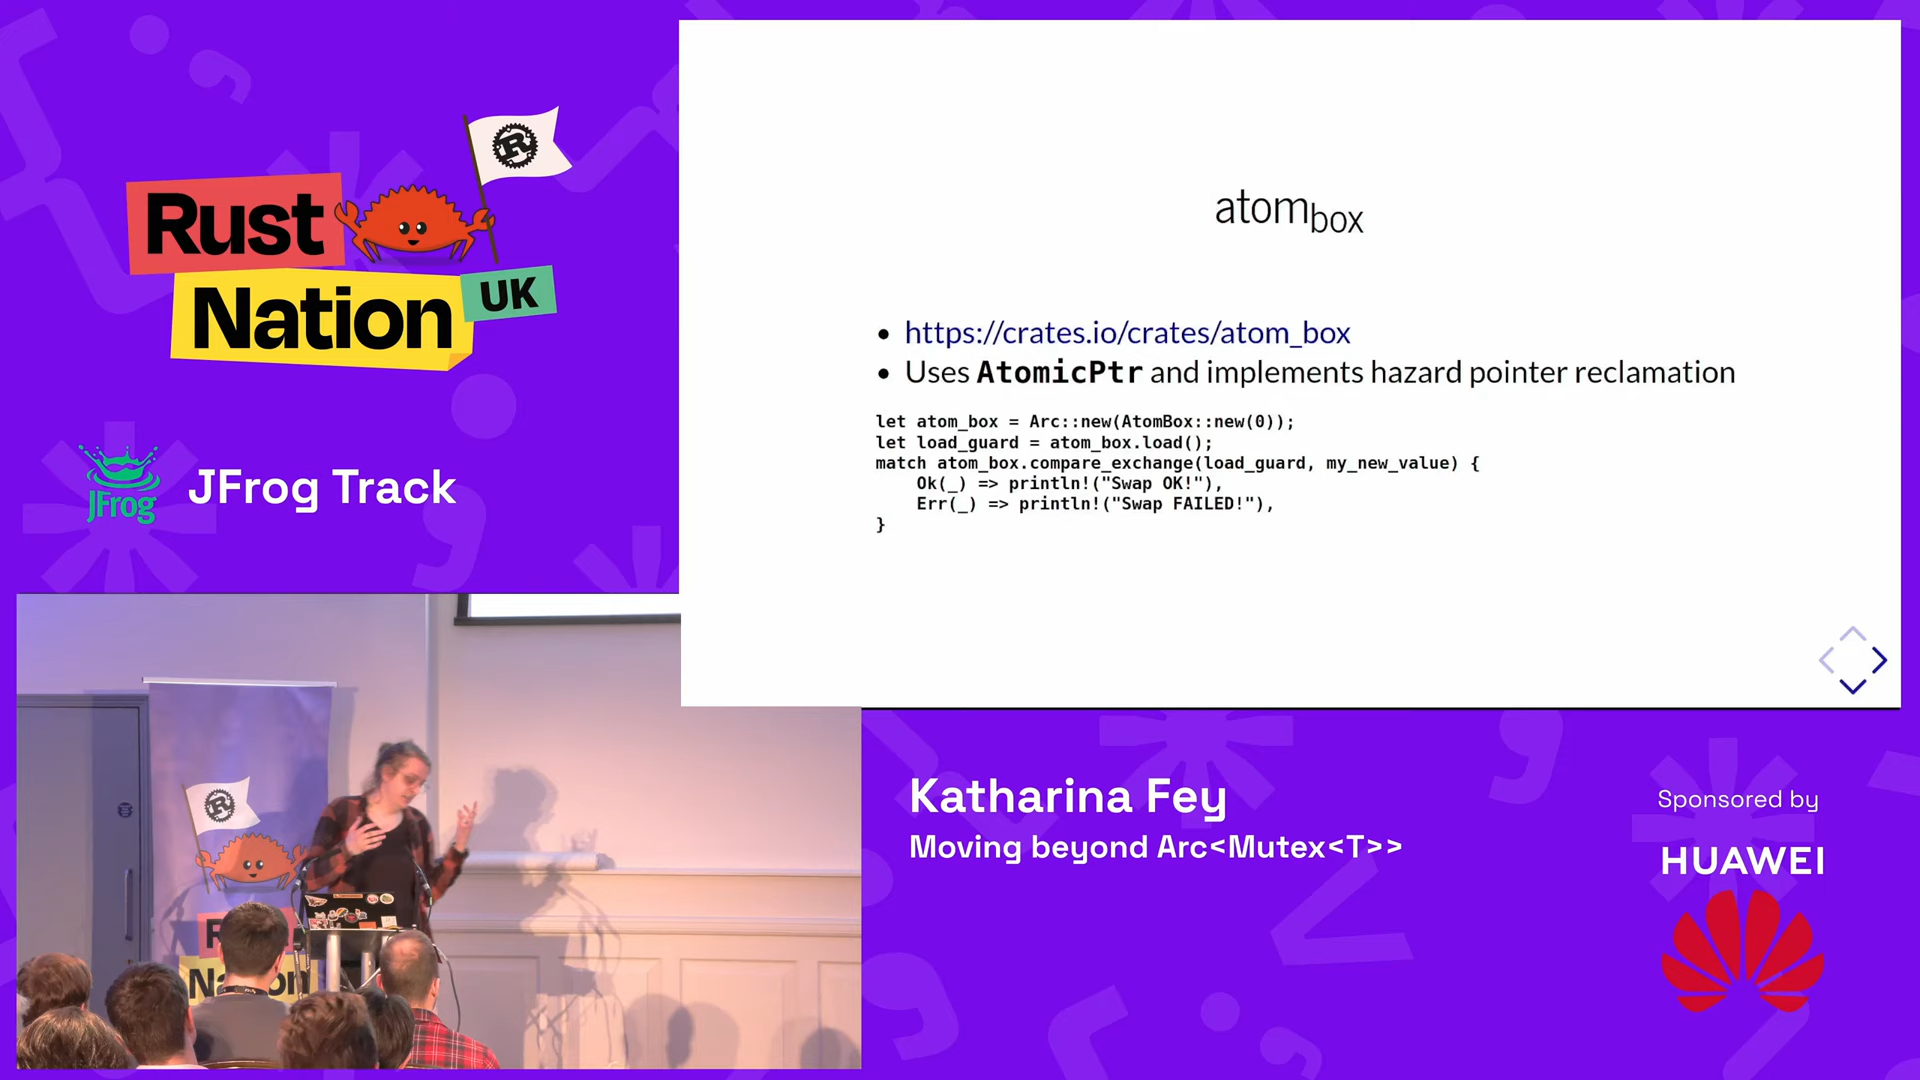 Rust
Nation
UK
R
JFrog
JFrog Track
atombox
https://crates.io/crates/atom_box
Uses AtomicPtr and implements hazard pointer reclamation
let atom_box = Arc::new(AtomBox::new(0));
let load_guard = atom_box.load();
match atom_box.compare_exchange(load_guard, my_new_value) {
    Ok(_) => println!("Swap OK!"),
    Err(_) => println!("Swap FAILED!"),
}
R
Nation
Katharina Fey
Moving beyond Arc<Mutex<T>>
Sponsored by
HUAWEI